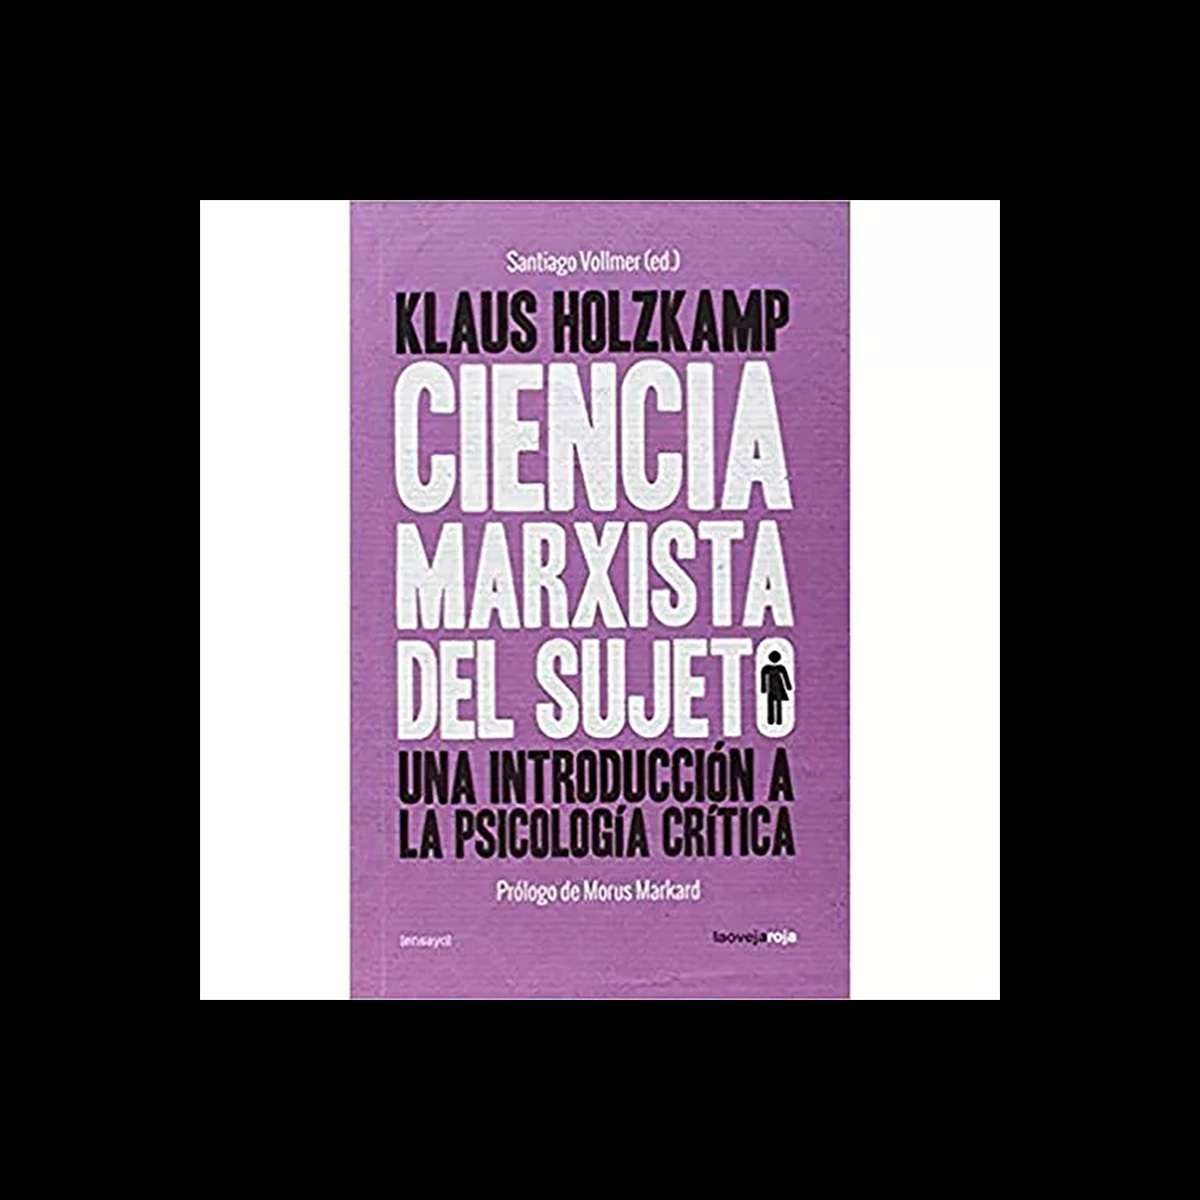 Santiago Vollmer (ed.)
KLAUS HOLZKAMP
CIENCIA
MARXISTA
DEL SUJETO
UNA INTRODUCCIÓN A
LA PSICOLOGÍA CRÍTICA
Prólogo de Morus Markard
laovejaroja